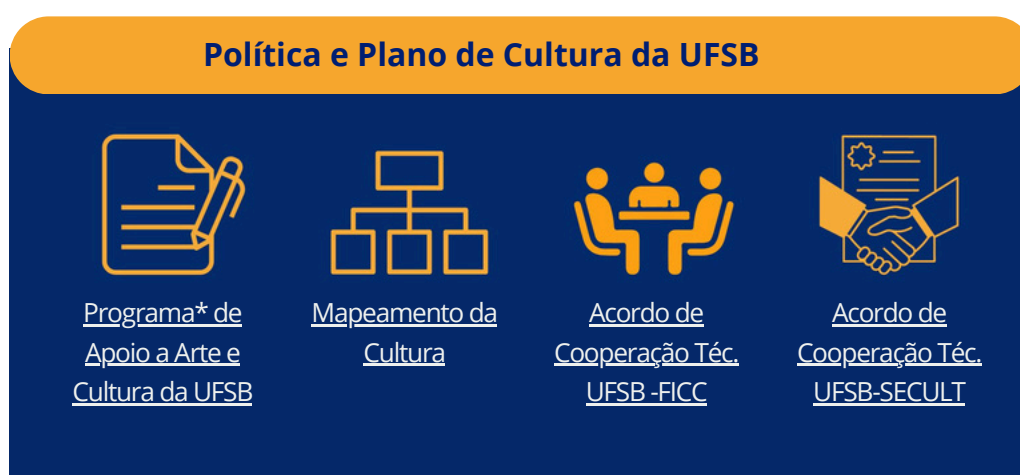 Política e Plano de Cultura da UFSB
Programa* de
Apoio a Arte e
Cultura da UFSB
Mapeamento da
Cultura
Acordo de
Cooperação Téc.
UFSB -FICC
Acordo de
Cooperação Téc.
UFSB-SECULT